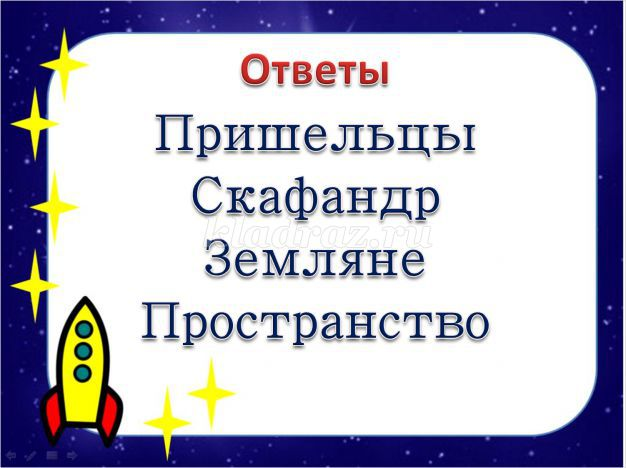 Ответы
Пришельцы
Скафандр
kladraz.ru
Земляне
Пространство